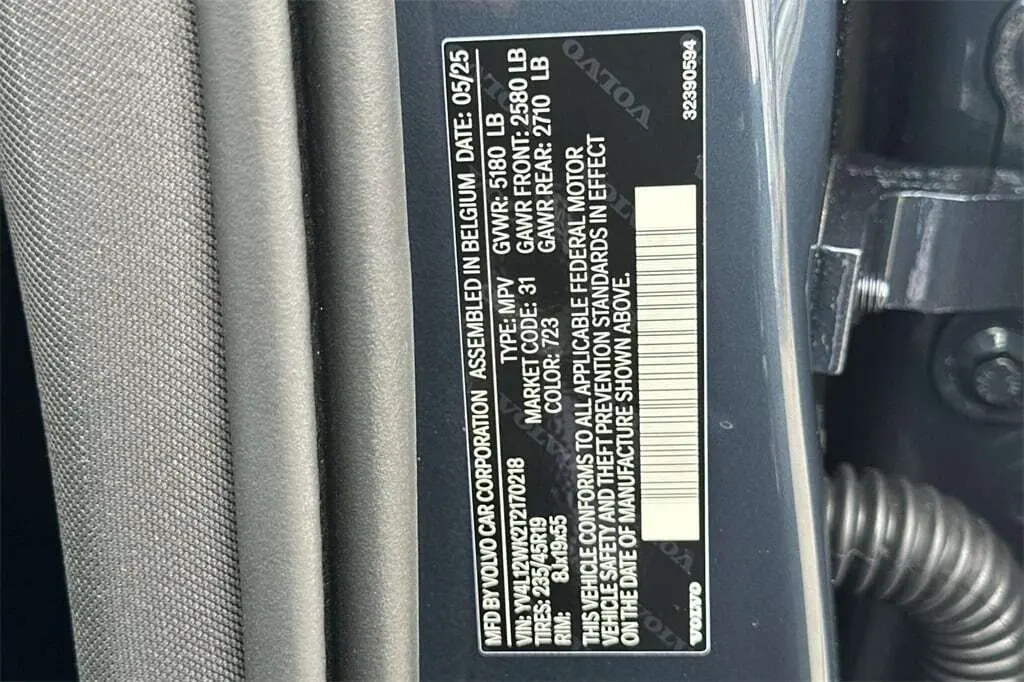 MFD BY VOLVO CAR CORPORATION ASSEMBLED IN BELGIUM DATE: 05/25
VIN: YV4L12WK2T2170218 TYPE: MPV GVWR: 5180 LB
TIRES: 235/45R19 MARKET CODE: 31 GAWR FRONT: 2580 LB
RIM: 8Jx19x55 COLOR: 723 GAWR REAR: 2710 LB
THIS VEHICLE CONFORMS TO ALL APPLICABLE FEDERAL MOTOR
VEHICLE SAFETY AND THEFT PREVENTION STANDARDS IN EFFECT
ON THE DATE OF MANUFACTURE SHOWN ABOVE.
VOLVO 32390594